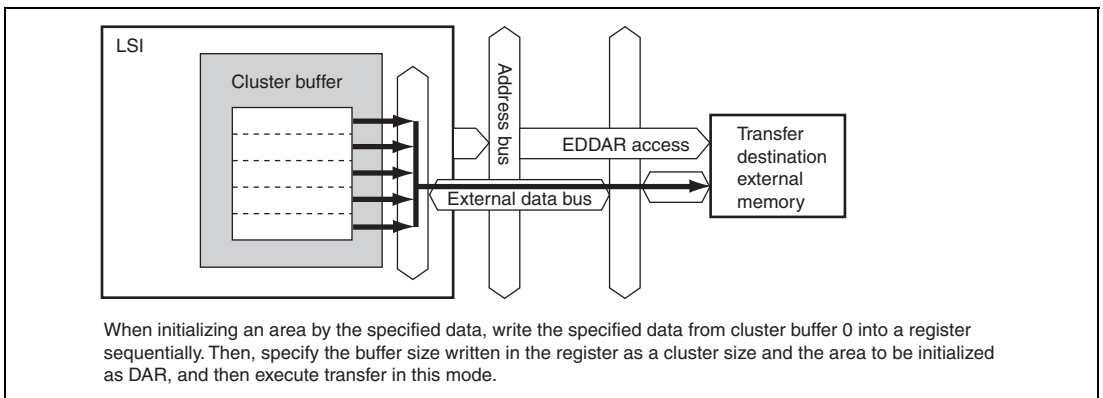 LSI
Cluster buffer
Address bus
EDDAR access
External data bus
Transfer
destination
external
memory
When initializing an area by the specified data, write the specified data from cluster buffer 0 into a register
sequentially. Then, specify the buffer size written in the register as a cluster size and the area to be initialized
as DAR, and then execute transfer in this mode.